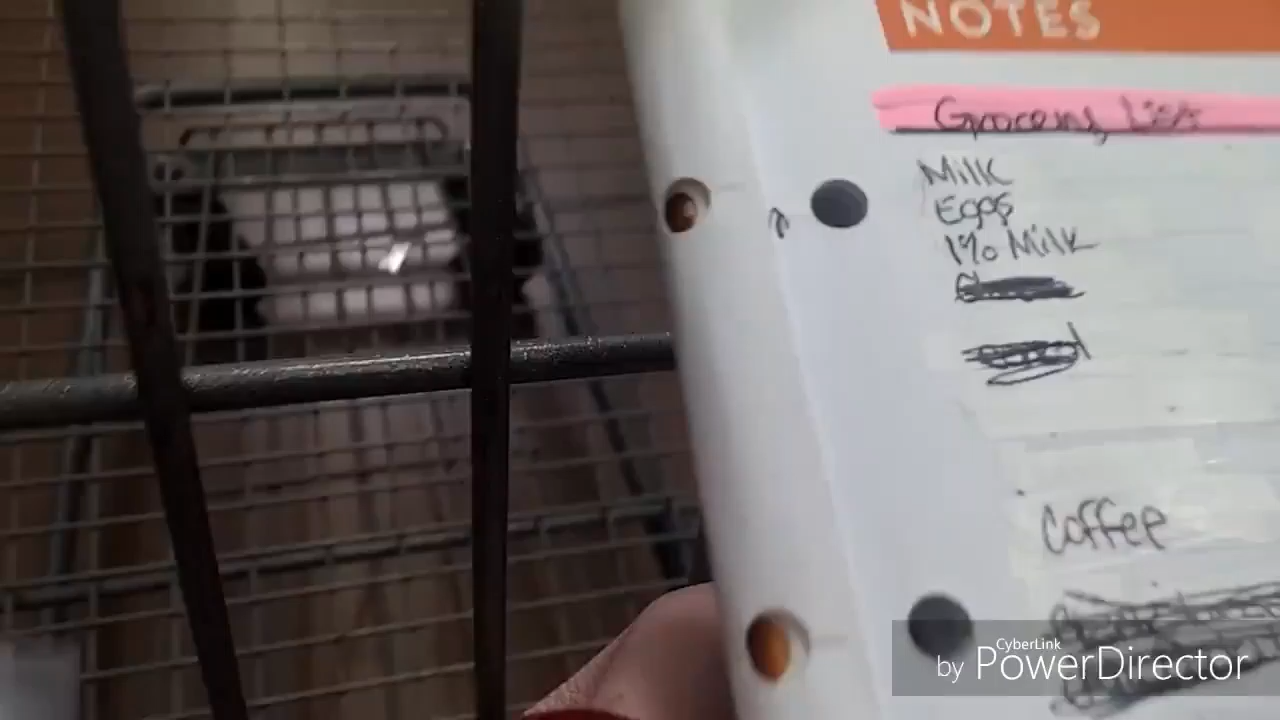 NOTES
Grocery List
Milk
Eggs
1% Milk
Coffee
CyberLink
by PowerDirector